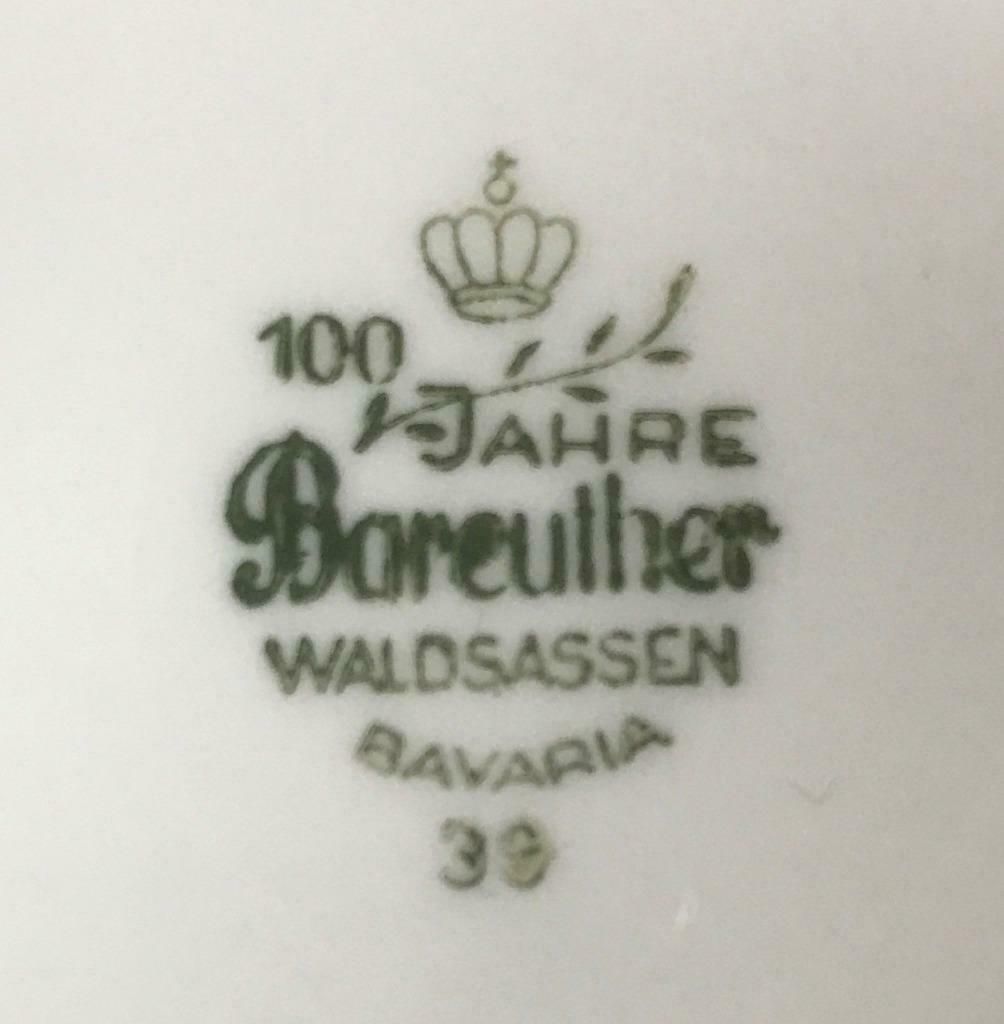 100
JAHRE
Bareuther
WALDSASSEN
BAVARIA
39